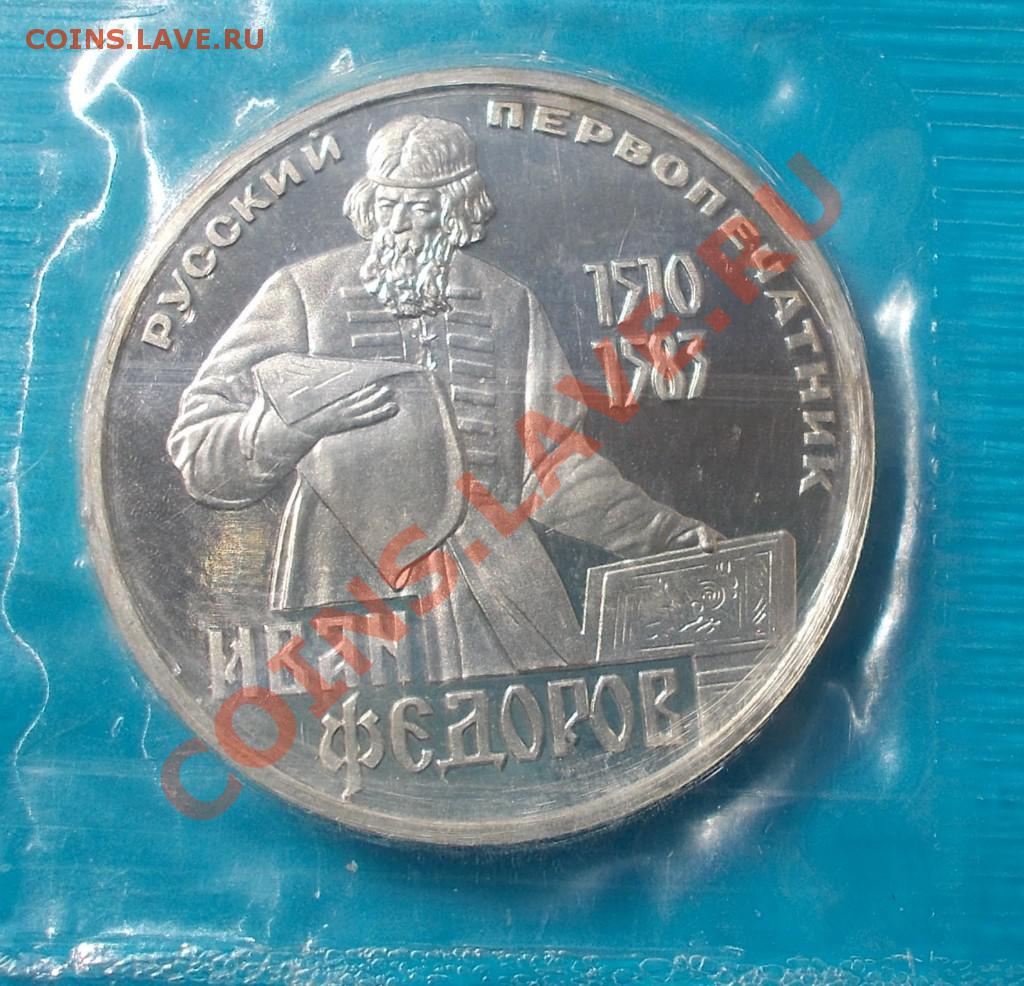 COINS.LAVE.RU
РУССКИЙ ПЕРВОПЕЧАТНИК
1510
1583
ИВАН
ФЕДОРОВ
COINS.LAVE.RU